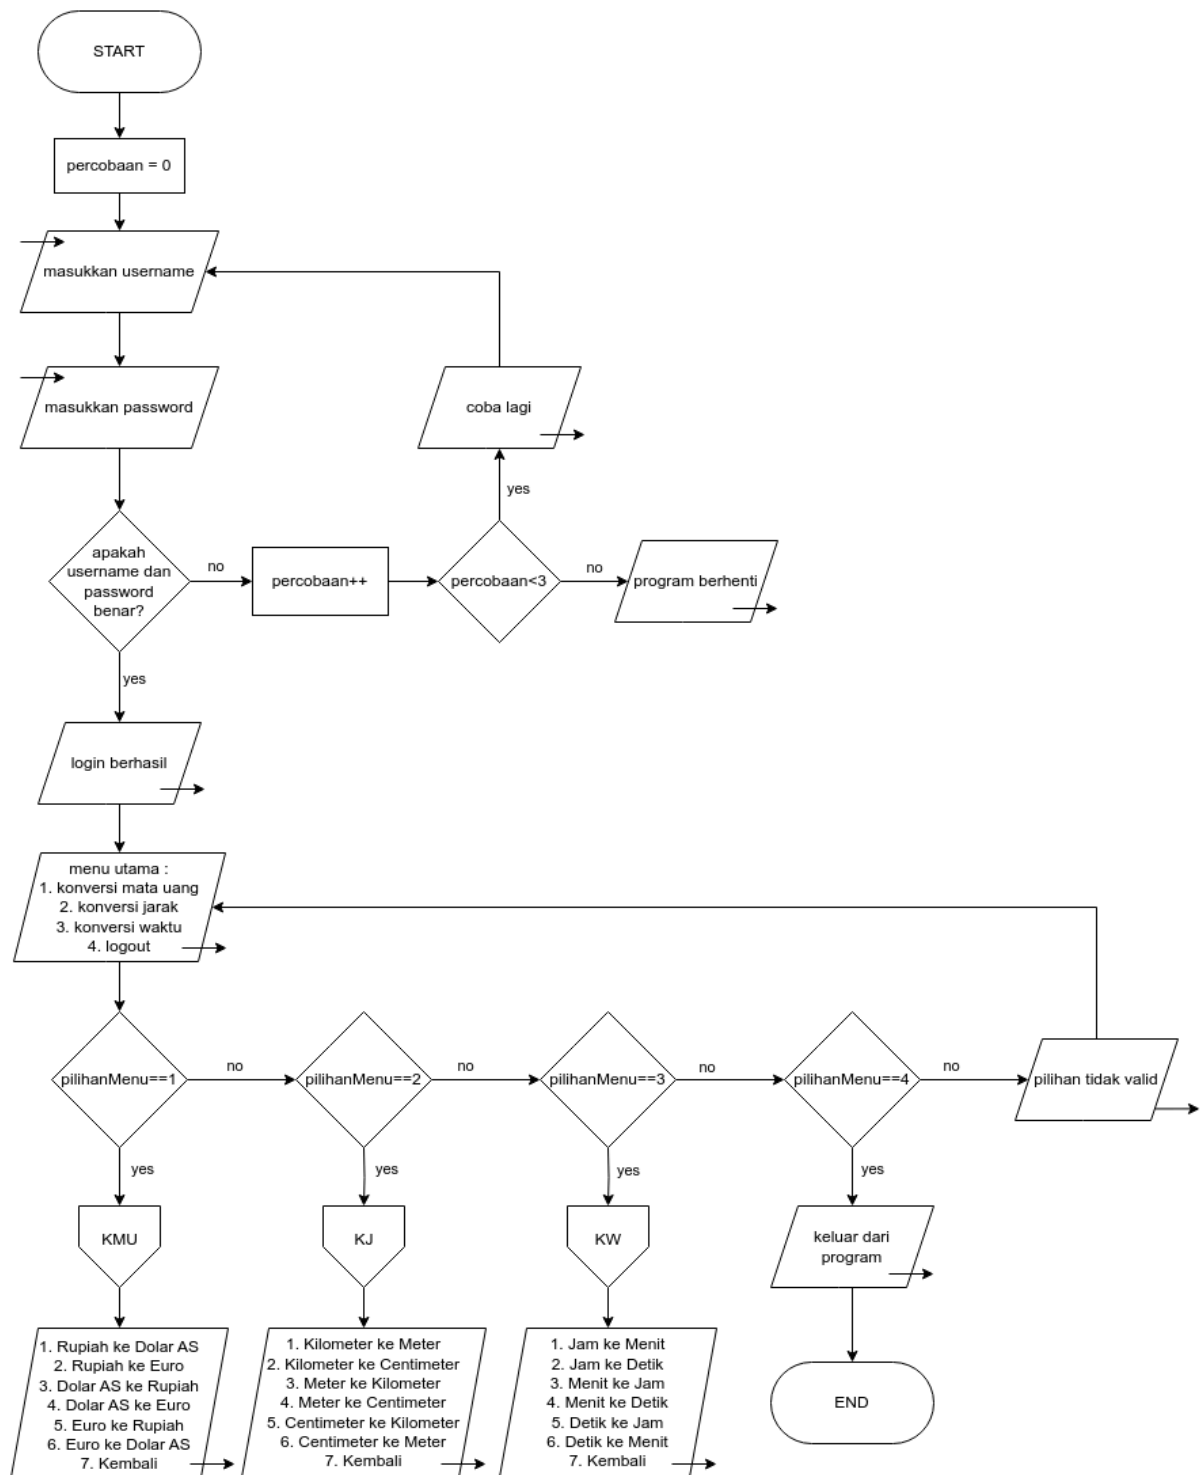 START
percobaan = 0
masukkan username
masukkan password
coba lagi
yes
apakah
username dan
password
benar?
no
percobaan++
percobaan<3
no
program berhenti
yes
login berhasil
menu utama :
1. konversi mata uang
2. konversi jarak
3. konversi waktu
4. logout
pilihanMenu==1
no
pilihanMenu==2
no
pilihanMenu==3
no
pilihanMenu==4
no
pilihan tidak valid
yes
yes
yes
yes
KMU
KJ
KW
keluar dari
program
1. Rupiah ke Dolar AS
2. Rupiah ke Euro
3. Dolar AS ke Rupiah
4. Dolar AS ke Euro
5. Euro ke Rupiah
6. Euro ke Dolar AS
7. Kembali
1. Kilometer ke Meter
2. Kilometer ke Centimeter
3. Meter ke Kilometer
4. Meter ke Centimeter
5. Centimeter ke Kilometer
6. Centimeter ke Meter
7. Kembali
1. Jam ke Menit
2. Jam ke Detik
3. Menit ke Jam
4. Menit ke Detik
5. Detik ke Jam
6. Detik ke Menit
7. Kembali
END